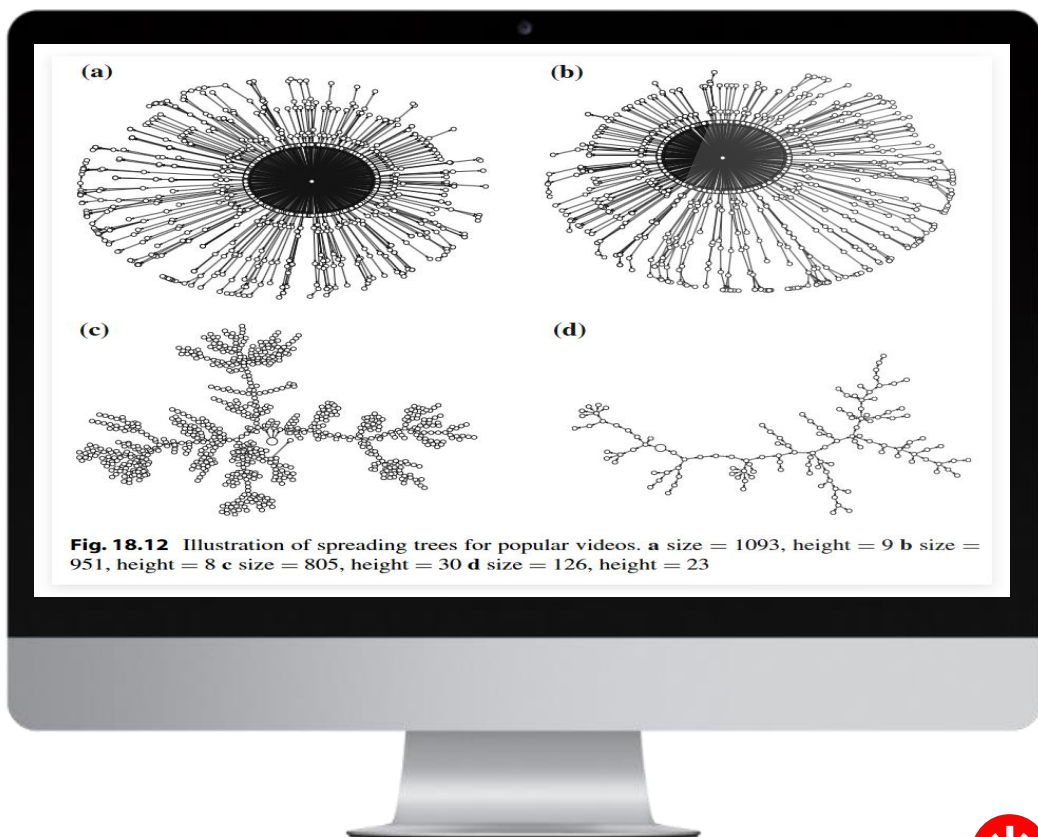 (a)
(b)
(c)
(d)
Fig. 18.12 Illustration of spreading trees for popular videos. a size = 1093, height = 9 b size =
951, height = 8 c size = 805, height = 30 d size = 126, height = 23